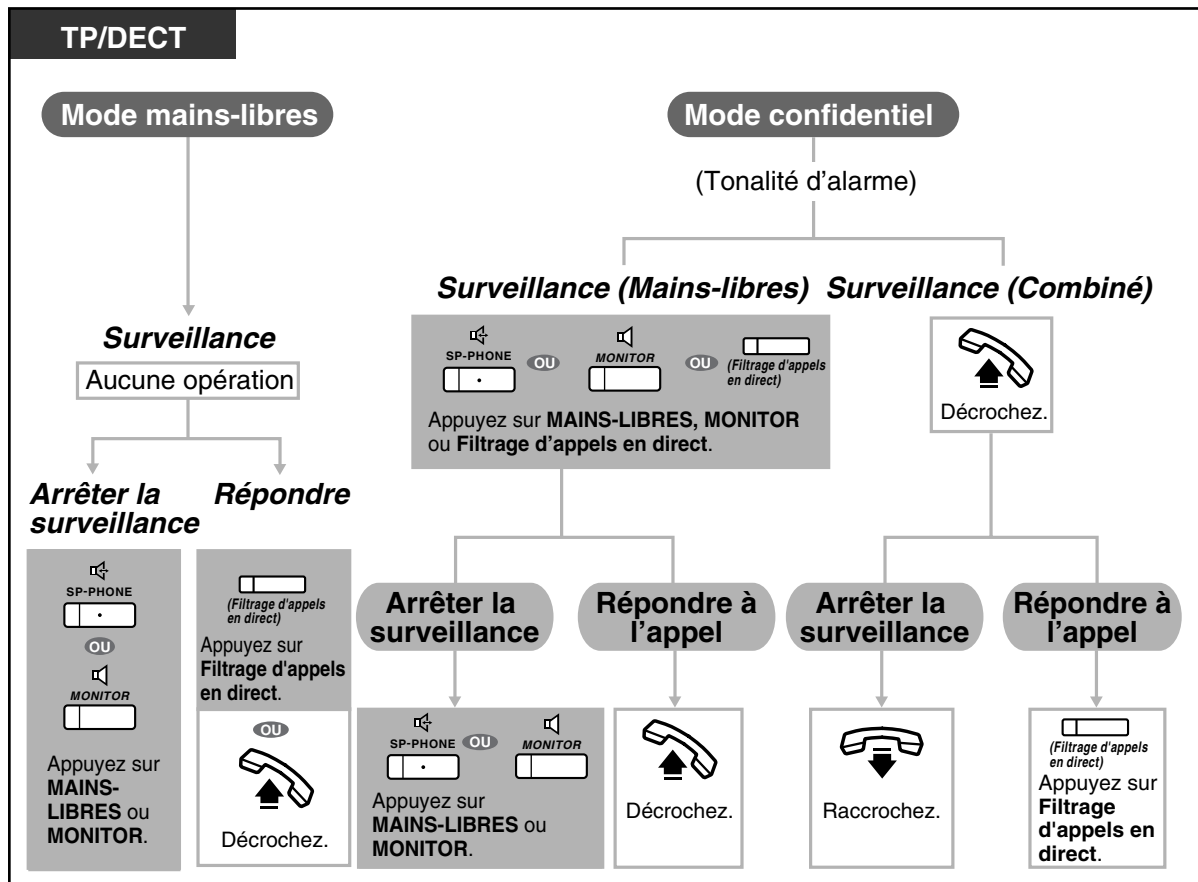 TP/DECT
Mode mains-libres
Surveillance
Aucune opération
Arrêter la
surveillance
SP-PHONE
OU
MONITOR
Appuyez sur
MAINS-
LIBRES ou
MONITOR.
Répondre
(Filtrage d'appels
en direct)
Appuyez sur
Filtrage d'appels
en direct.
OU
Décrochez.
Mode confidentiel
(Tonalité d'alarme)
Surveillance (Mains-libres)
SP-PHONE
OU
MONITOR
OU
(Filtrage d'appels
en direct)
Appuyez sur MAINS-LIBRES, MONITOR
ou Filtrage d'appels en direct.
Arrêter la
surveillance
SP-PHONE
OU
MONITOR
Appuyez sur
MAINS-LIBRES ou
MONITOR.
Répondre à
l'appel
Décrochez.
Surveillance (Combiné)
Décrochez.
Arrêter la
surveillance
Raccrochez.
Répondre à
l'appel
(Filtrage d'appels
en direct)
Appuyez sur
Filtrage
d'appels en
direct.